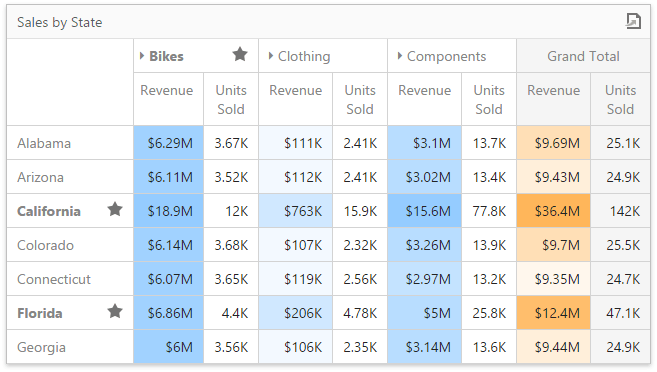 Sales by State
Bikes Clothing Components Grand Total
Revenue Units Sold Revenue Units Sold Revenue Units Sold Revenue Units Sold
Alabama $6.29M 3.67K $111K 2.41K $3.1M 13.7K $9.69M 25.1K
Arizona $6.11M 3.52K $112K 2.41K $3.02M 13.4K $9.43M 24.9K
California $18.9M 12K $763K 15.9K $15.6M 77.8K $36.4M 142K
Colorado $6.14M 3.68K $107K 2.32K $3.26M 13.9K $9.7M 25.5K
Connecticut $6.07M 3.65K $119K 2.56K $2.97M 13.2K $9.35M 24.7K
Florida $6.86M 4.4K $206K 4.78K $5M 25.8K $12.4M 47.1K
Georgia $6M 3.56K $106K 2.35K $3.14M 13.6K $9.44M 24.9K